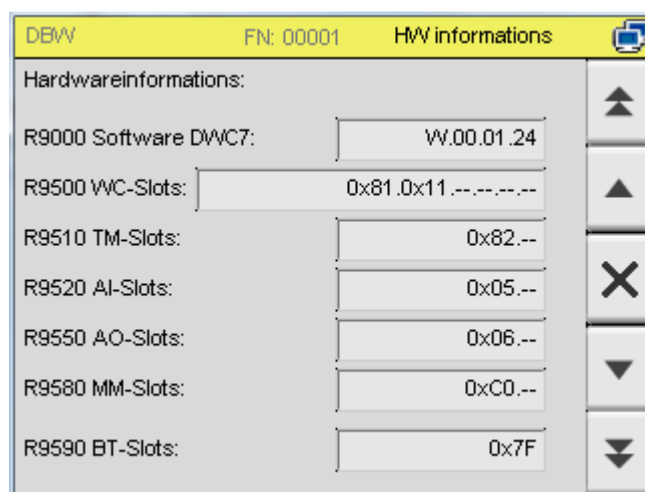 DBW FN: 00001 HW informations
Hardwareinformations:
R9000 Software DWC7: W.00.01.24
R9500 WC-Slots: 0x81.0x11.--.--.--.--
R9510 TM-Slots: 0x82.--
R9520 AI-Slots: 0x05.--
R9550 AO-Slots: 0x06.--
R9580 MM-Slots: 0xC0.--
R9590 BT-Slots: 0x7F